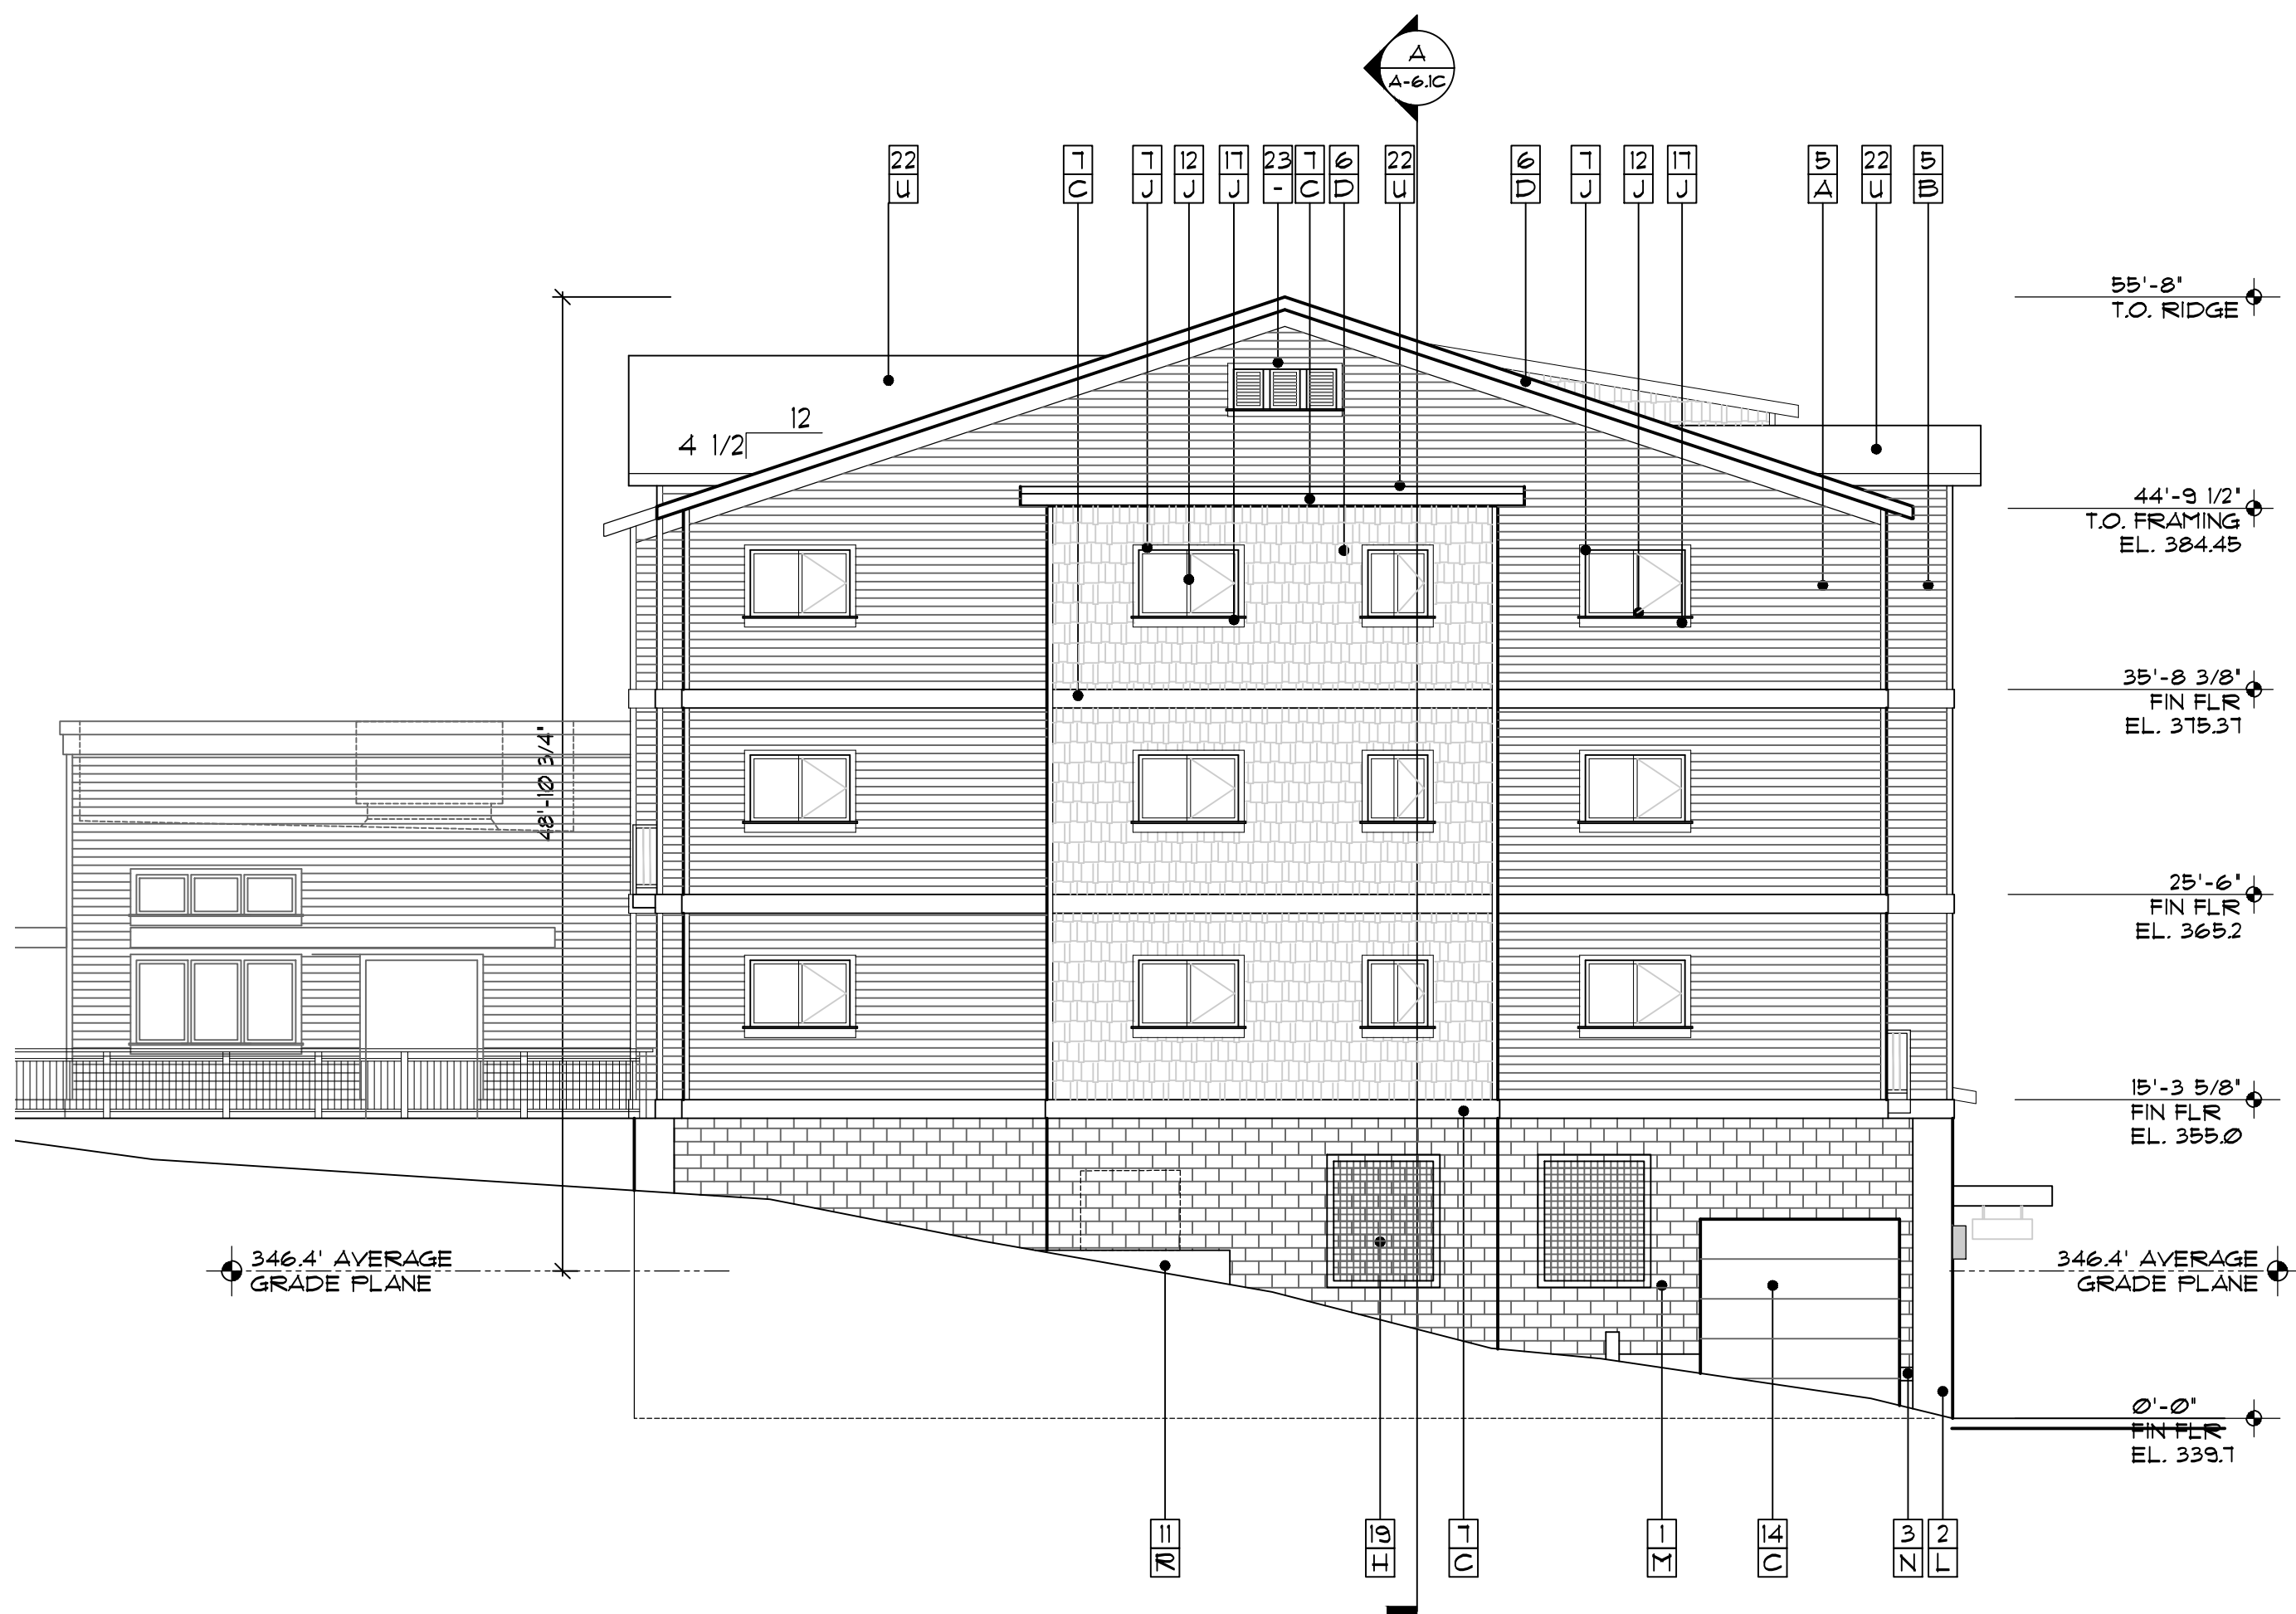 A
A-6.1C
22
U
7
C
7
J
12
J
17
J
23
-
7
C
6
D
22
U
6
D
7
J
12
J
17
J
5
A
22
U
5
B
55'-8"
T.O. RIDGE
12
4 1/2
44'-9 1/2"
T.O. FRAMING
EL. 384.45
35'-8 3/8"
FIN FLR
EL. 375.37
48'-10 3/4"
25'-6"
FIN FLR
EL. 365.2
15'-3 5/8"
FIN FLR
EL. 355.0
346.4' AVERAGE
GRADE PLANE
346.4' AVERAGE
GRADE PLANE
0'-0"
FIN FLR
EL. 339.7
11
R
19
H
7
C
1
M
14
C
3
N
2
L